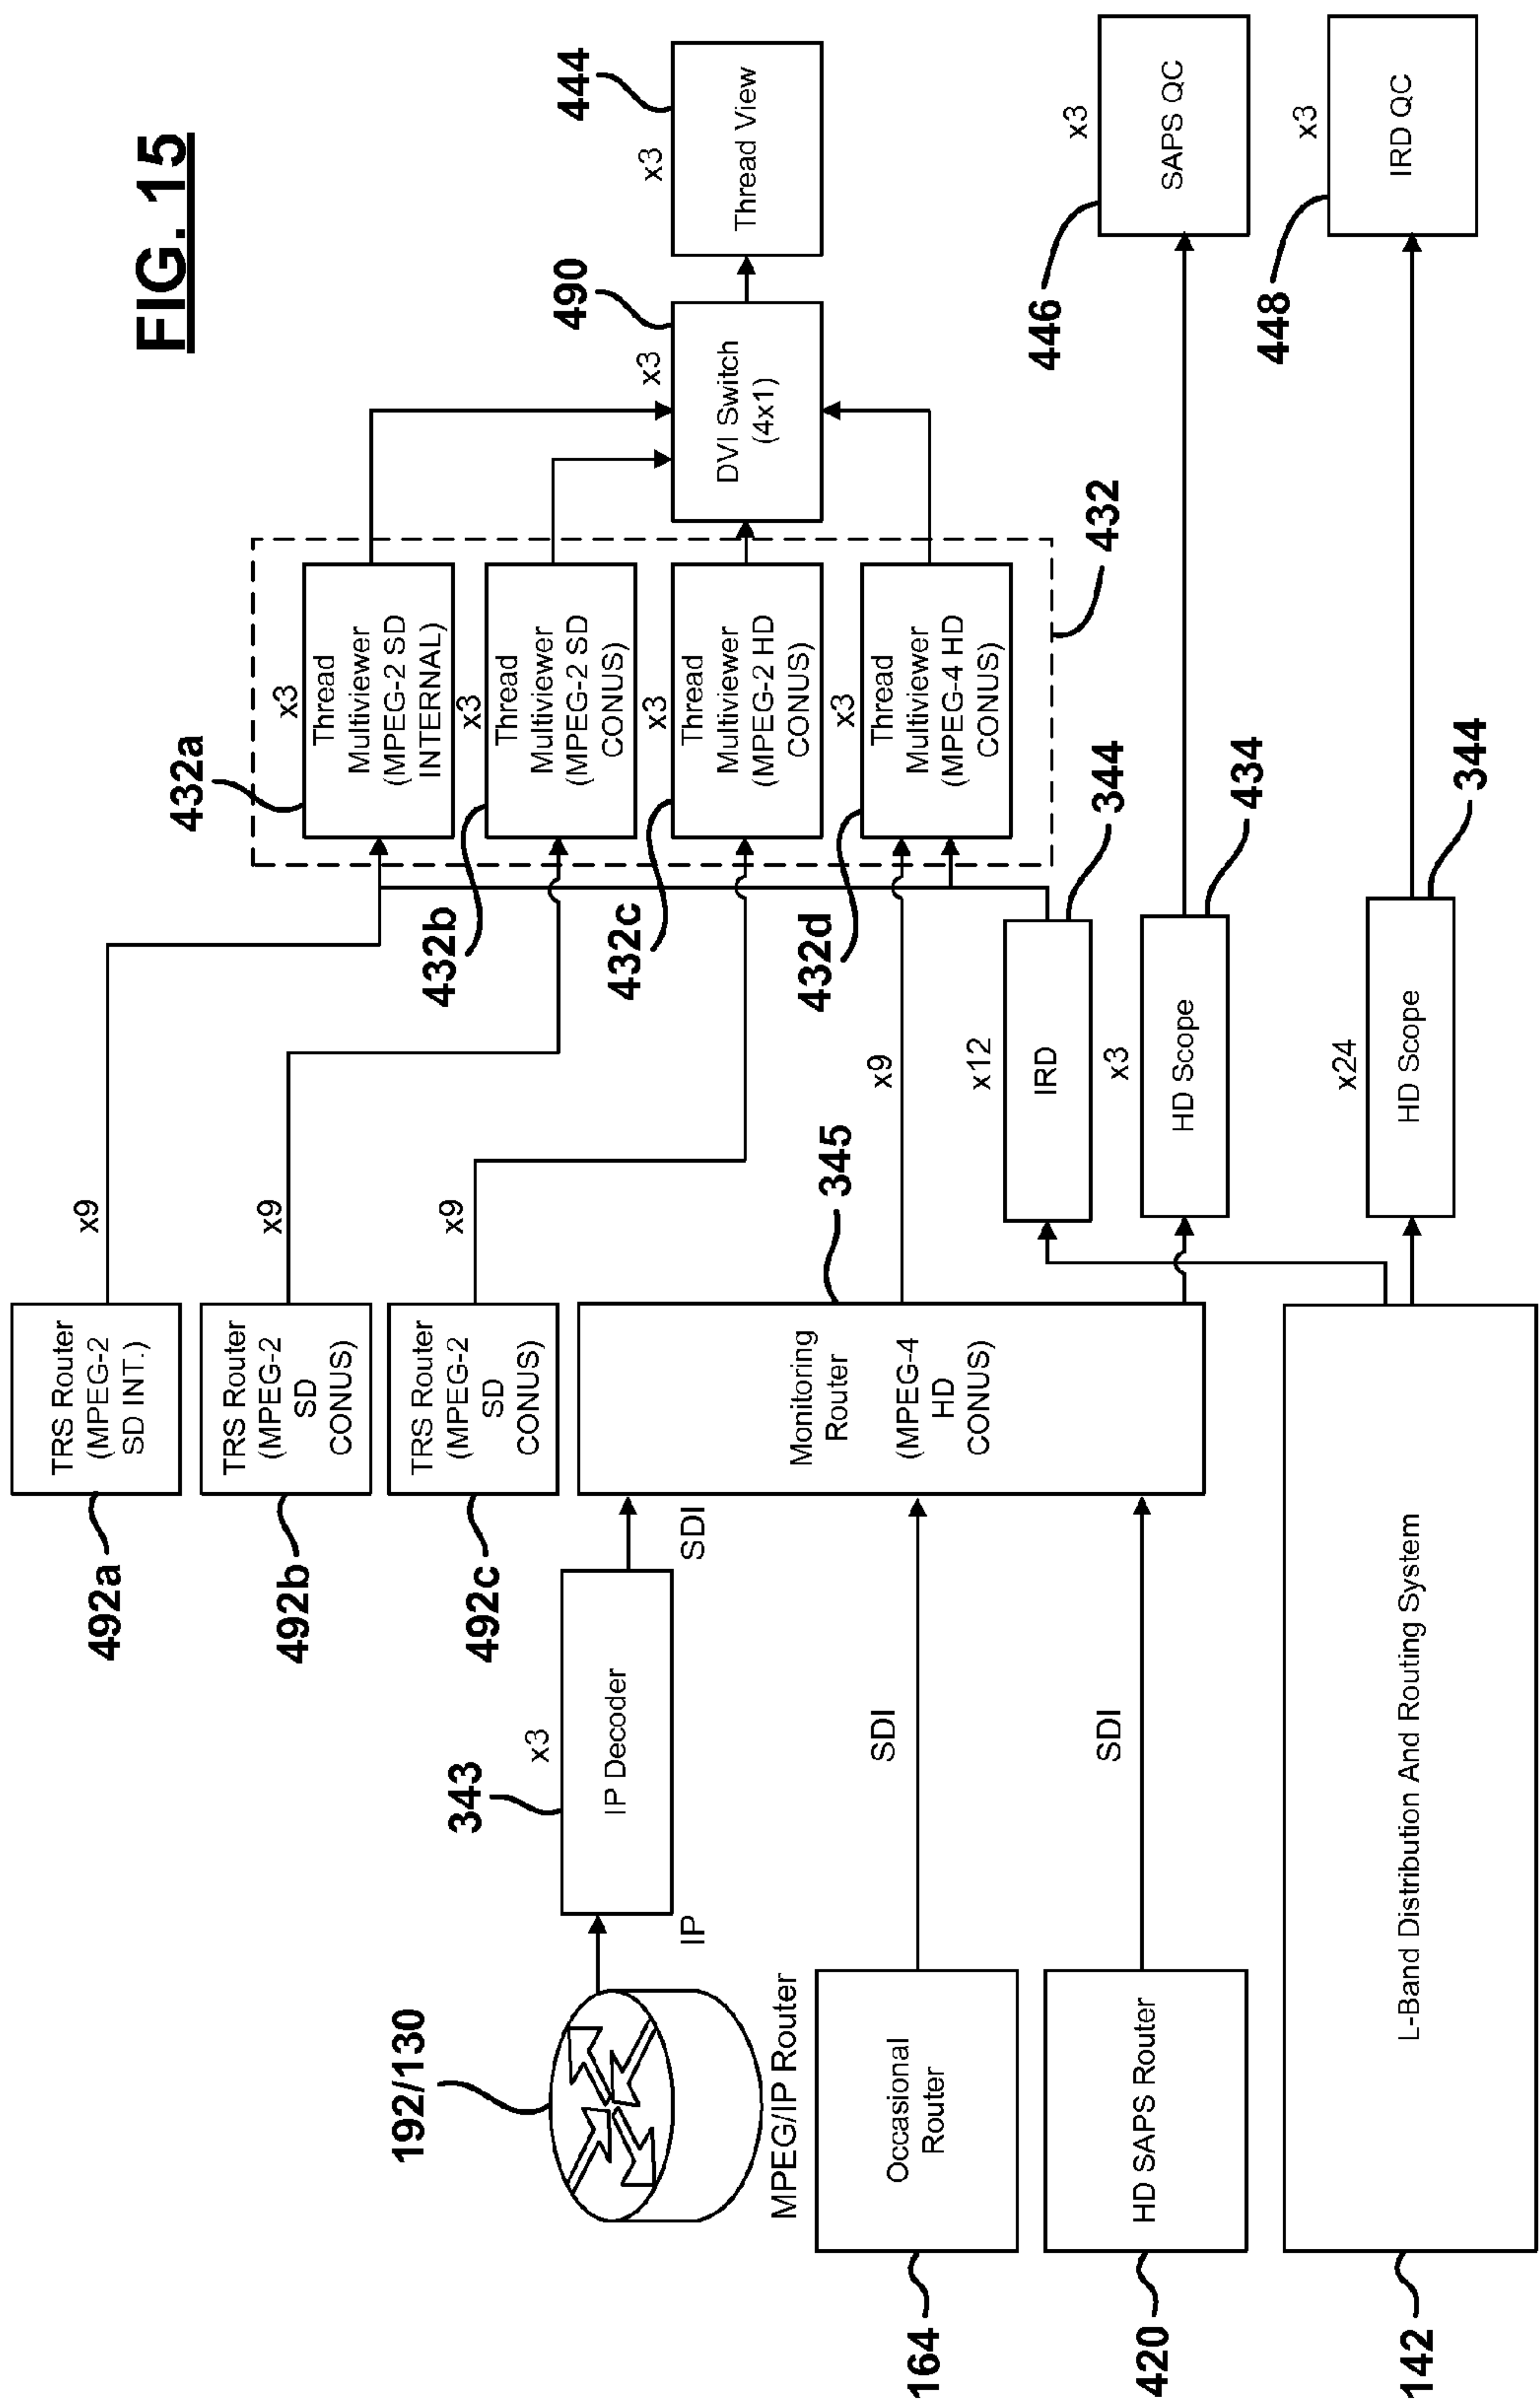 FIG. 15
492a
TRS Router
(MPEG-2
SD INT.)
x9
492b
TRS Router
(MPEG-2
SD
CONUS)
x9
492c
TRS Router
(MPEG-2
SD
CONUS)
x9
192/130
MPEG/IP Router
IP
343
x3
IP Decoder
SDI
345
Monitoring
Router
(MPEG-4
HD
CONUS)
x9
164
Occasional
Router
SDI
420
HD SAPS Router
SDI
142
L-Band Distribution And Routing System
432a
x3
Thread
Multiviewer
(MPEG-2 SD
INTERNAL)
432b
x3
Thread
Multiviewer
(MPEG-2 SD
CONUS)
432c
x3
Thread
Multiviewer
(MPEG-2 HD
CONUS)
432d
x3
Thread
Multiviewer
(MPEG-4 HD
CONUS)
432
490
x3
DVI Switch
(4x1)
444
x3
Thread View
x12
IRD
344
x3
HD Scope
434
446
x3
SAPS QC
x24
HD Scope
344
448
x3
IRD QC